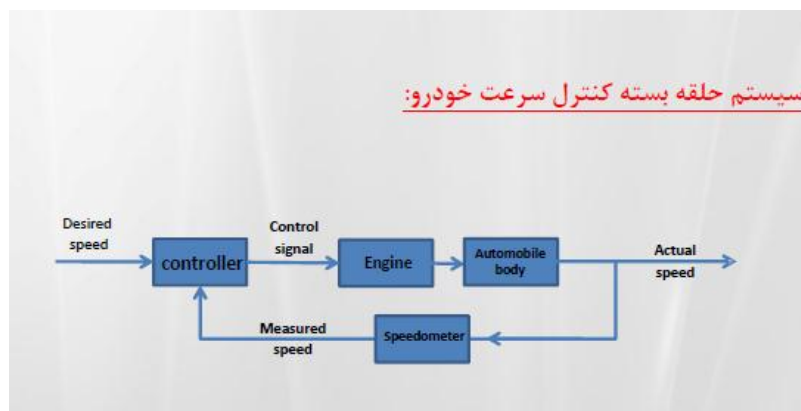 سیستم حلقه بسته کنترل سرعت خودرو:
Desired
speed
controller
Control
signal
Engine
Automobile
body
Actual
speed
Measured
speed
Speedometer